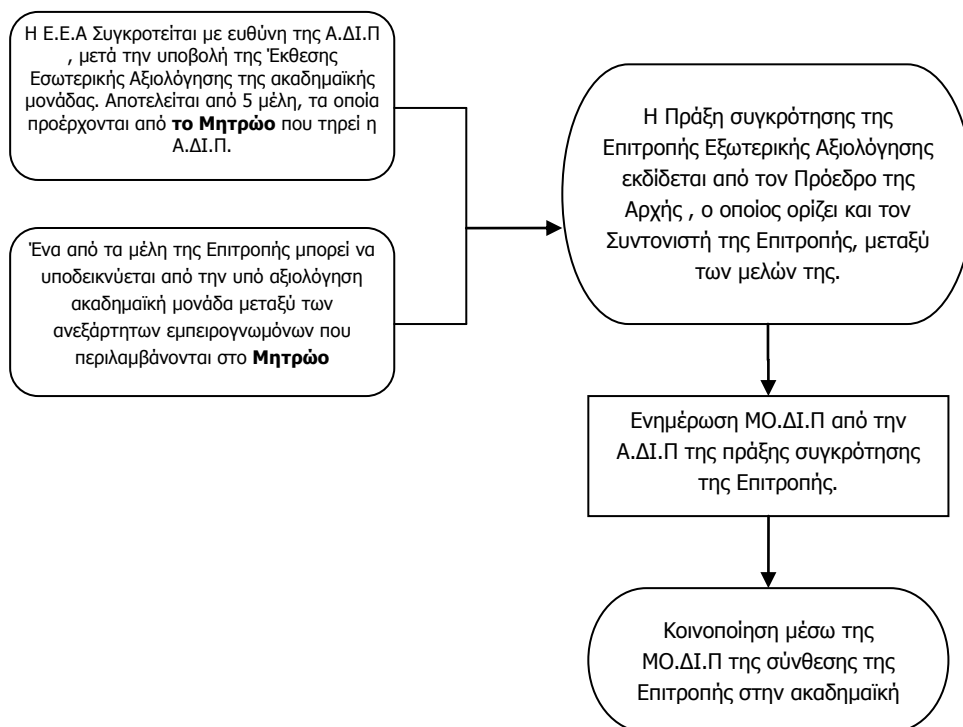 Η Ε.Ε.Α Συγκροτείται με ευθύνη της Α.ΔΙ.Π
, μετά την υποβολή της Έκθεσης
Εσωτερικής Αξιολόγησης της ακαδημαϊκής
μονάδας. Αποτελείται από 5 μέλη, τα οποία
προέρχονται από το Μητρώο που τηρεί η
Α.ΔΙ.Π.
Ένα από τα μέλη της Επιτροπής μπορεί να
υποδεικνύεται από την υπό αξιολόγηση
ακαδημαϊκή μονάδα μεταξύ των
ανεξάρτητων εμπειρογνωμόνων που
περιλαμβάνονται στο Μητρώο
Η Πράξη συγκρότησης της
Επιτροπής Εξωτερικής Αξιολόγησης
εκδίδεται από τον Πρόεδρο της
Αρχής , ο οποίος ορίζει και τον
Συντονιστή της Επιτροπής, μεταξύ
των μελών της.
Ενημέρωση ΜΟ.ΔΙ.Π από την
Α.ΔΙ.Π της πράξης συγκρότησης
της Επιτροπής.
Κοινοποίηση μέσω της
ΜΟ.ΔΙ.Π της σύνθεσης της
Επιτροπής στην ακαδημαϊκή